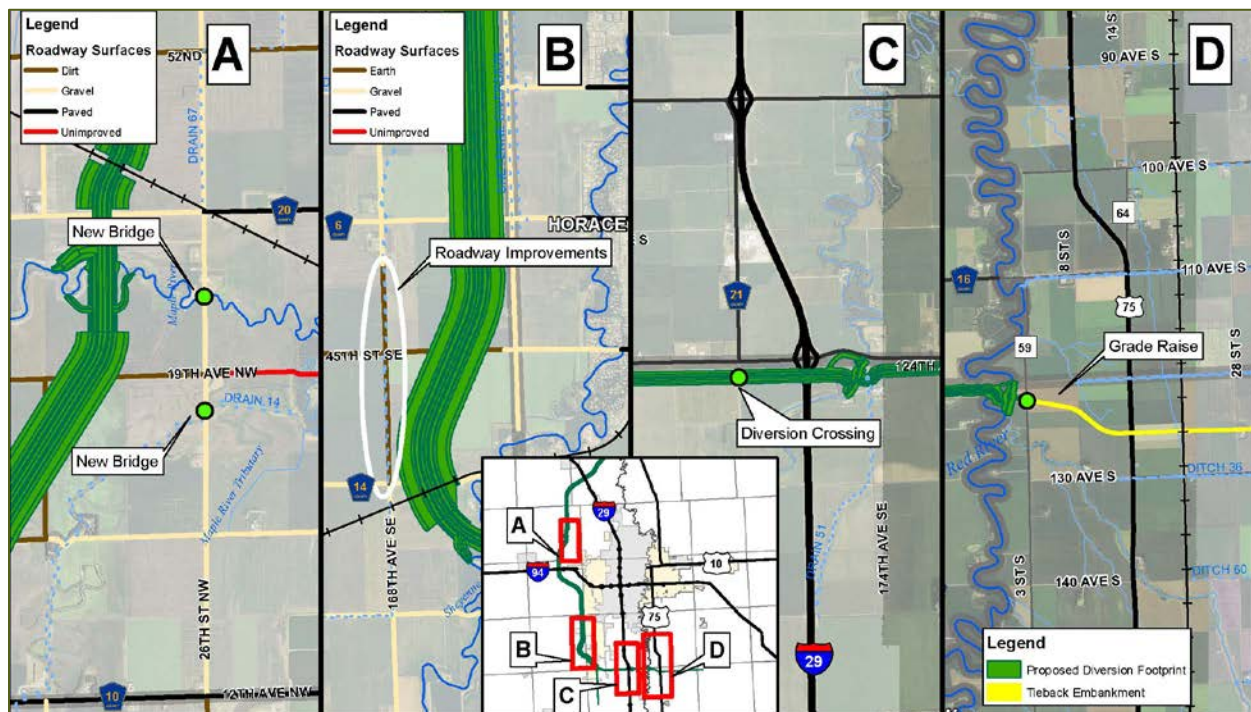 Legend
Roadway Surfaces
Dirt
Gravel
Paved
Unimproved
A
52ND
DRAIN 67
20
New Bridge
Maple River
19TH AVE NW
DRAIN 14
New Bridge
Maple River Tributary
26TH ST NW
10
12TH AVE NW
Legend
Roadway Surfaces
Earth
Gravel
Paved
Unimproved
B
6
HORACE
Roadway Improvements
45TH ST SE
14
168TH AVE SE
C
S
21
124TH
Diversion Crossing
DRAIN 51
174TH AVE SE
29
D
14 S
90 AVE S
100 AVE S
64
8 ST S
110 AVE S
16
75
59
Grade Raise
28 ST S
Red River
DITCH 36
130 AVE S
3 ST S
140 AVE S
DITCH 60
Legend
Proposed Diversion Footprint
Tieback Embankment
A
29
94
10
75
B
C
D